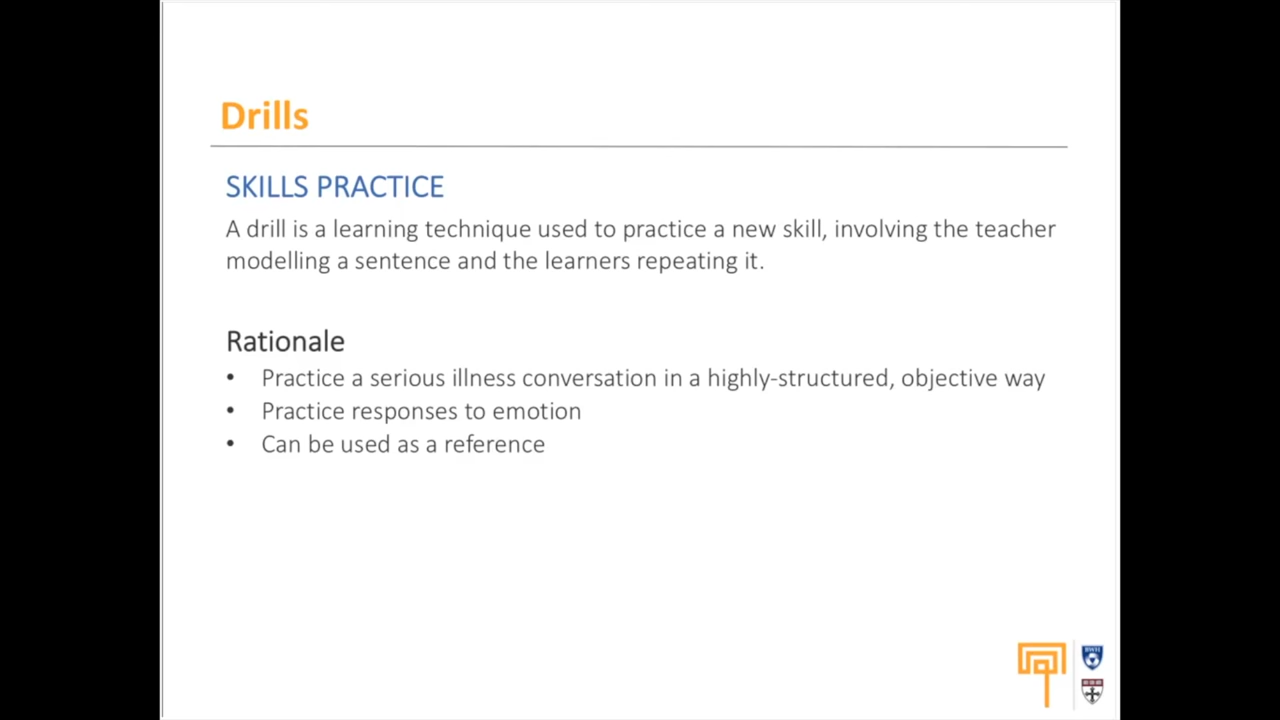 Drills
SKILLS PRACTICE
A drill is a learning technique used to practice a new skill, involving the teacher
modelling a sentence and the learners repeating it.
Rationale
• Practice a serious illness conversation in a highly-structured, objective way
• Practice responses to emotion
• Can be used as a reference
BWH